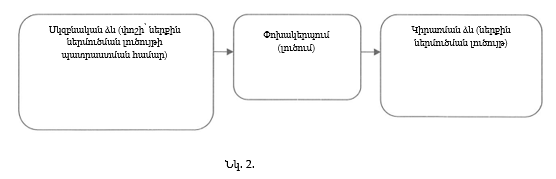 Սկզբնական ձև (փոշի՝ ներքին
ներմուծման լուծույթի
պատրաստման համար)
Փոխակերպում
(լուծում)
Կիրառման ձև (ներքին
ներմուծման լուծույթ)
Նկ. 2.